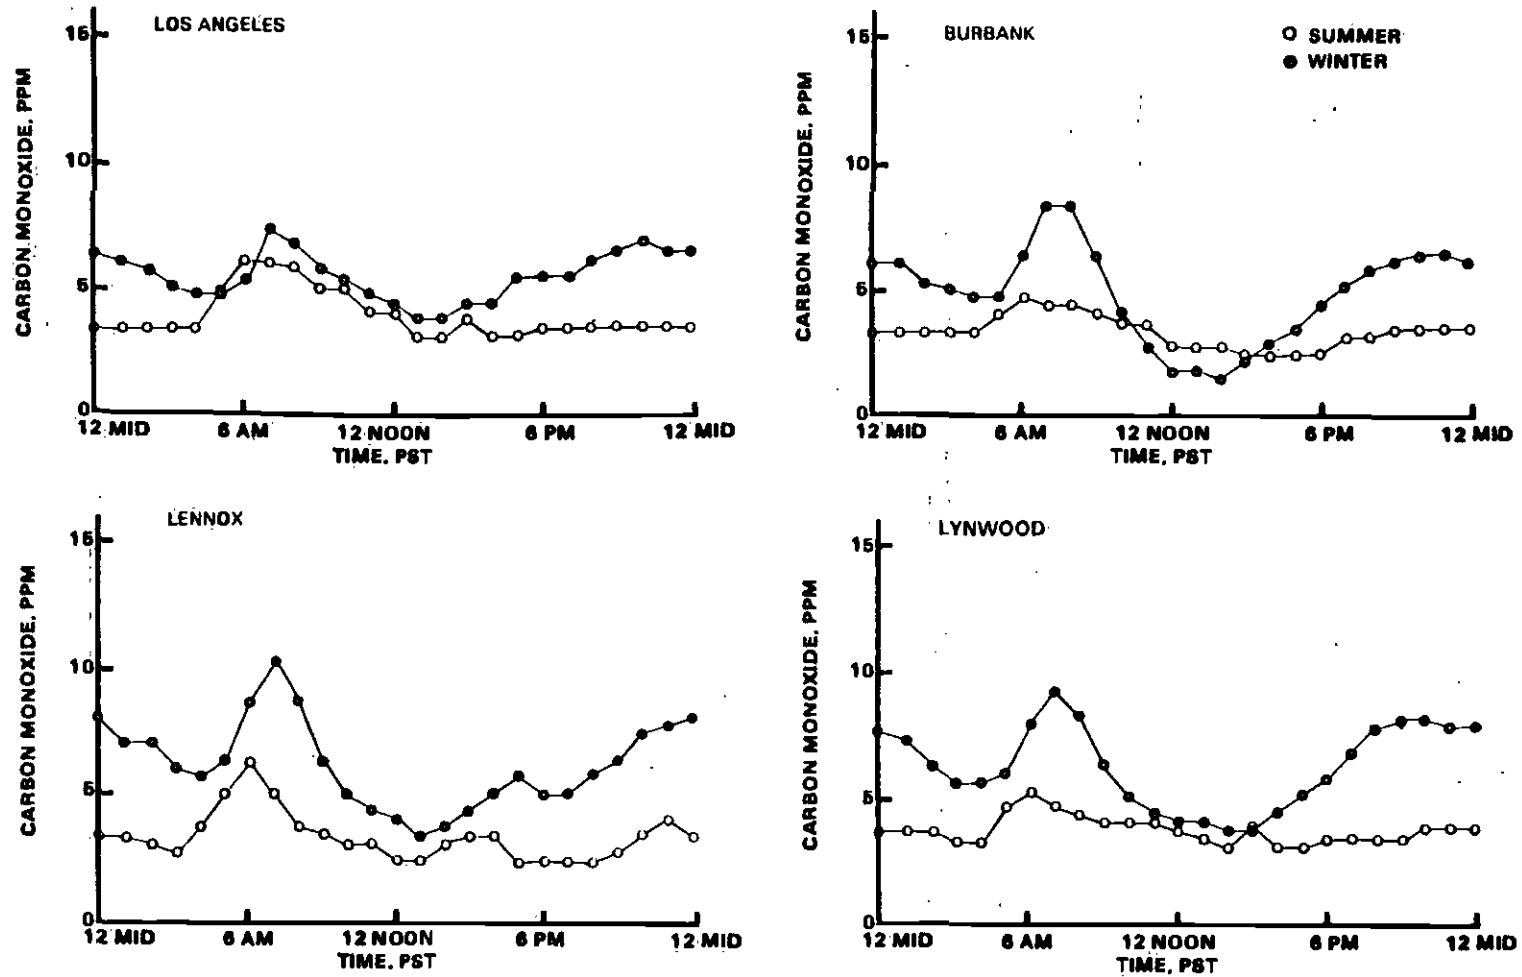 LOS ANGELES
CARBON MONOXIDE, PPM
15
10
5
0
12 MID 6 AM 12 NOON 6 PM 12 MID
TIME, PST
BURBANK
SUMMER
WINTER
CARBON MONOXIDE, PPM
15
10
5
0
12 MID 6 AM 12 NOON 6 PM 12 MID
TIME, PST
LENNOX
CARBON MONOXIDE, PPM
15
10
5
0
12 MID 6 AM 12 NOON 6 PM 12 MID
TIME, PST
LYNWOOD
CARBON MONOXIDE, PPM
15
10
5
0
12 MID 6 AM 12 NOON 6 PM 12 MID
TIME, PST